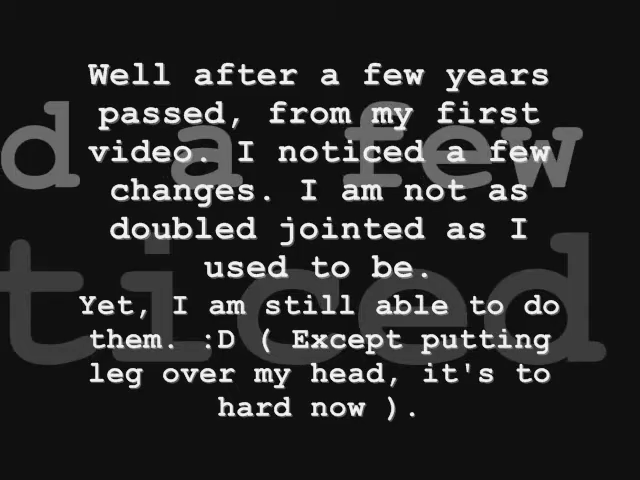 Well after a few years
passed, from my first
video. I noticed a few
changes. I am not as
doubled jointed as I
used to be.
Yet, I am still able to do
them. :D ( Except putting
leg over my head, it's to
hard now ).
d a few
ticed